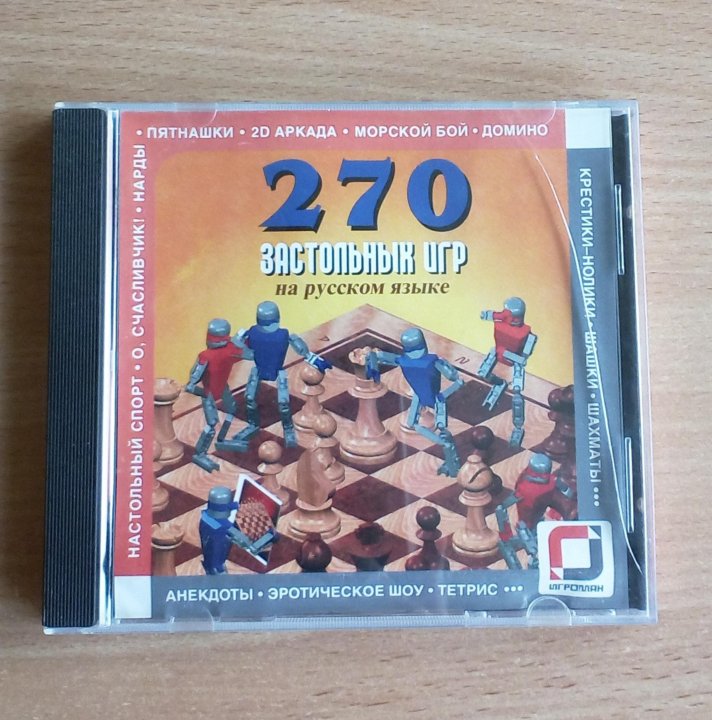 • ПЯТНАШКИ • 2D АРКАДА • МОРСКОЙ БОЙ • ДОМИНО
270
ЗАСТОЛЬНЫХ ИГР
на русском языке
НАСТОЛЬНЫЙ СПОРТ • О, СЧАСЛИВЧИК! • НАРДЫ
КРЕСТИКИ-НОЛИКИ • ШАШКИ • ШАХМАТЫ •••
АНЕКДОТЫ • ЭРОТИЧЕСКОЕ ШОУ • ТЕТРИС •••
ИГРОМАН